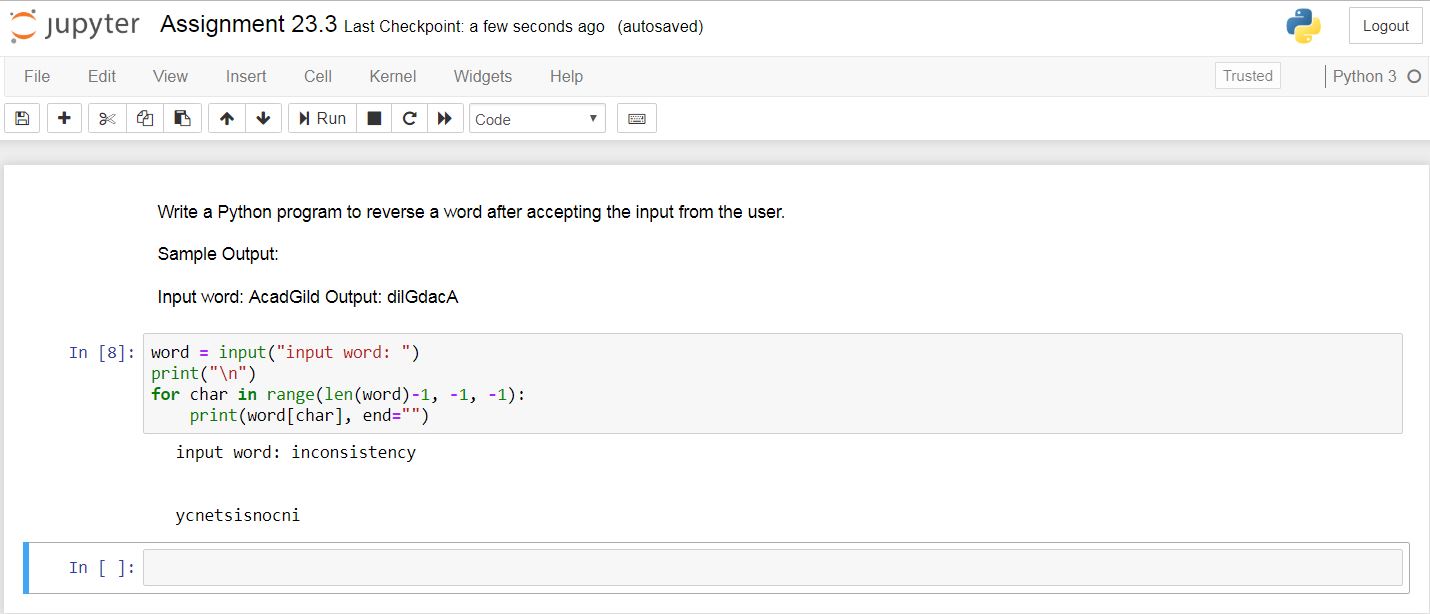 jupyter Assignment 23.3 Last Checkpoint: a few seconds ago (autosaved) Logout
File Edit View Insert Cell Kernel Widgets Help Trusted Python 3
Run Code
Write a Python program to reverse a word after accepting the input from the user.
Sample Output:
Input word: AcadGild Output: dilGdacA
In [8]: word = input("input word: ")
print("\n")
for char in range(len(word)-1, -1, -1):
    print(word[char], end="")
input word: inconsistency
ycnetsisnocni
In [ ]: